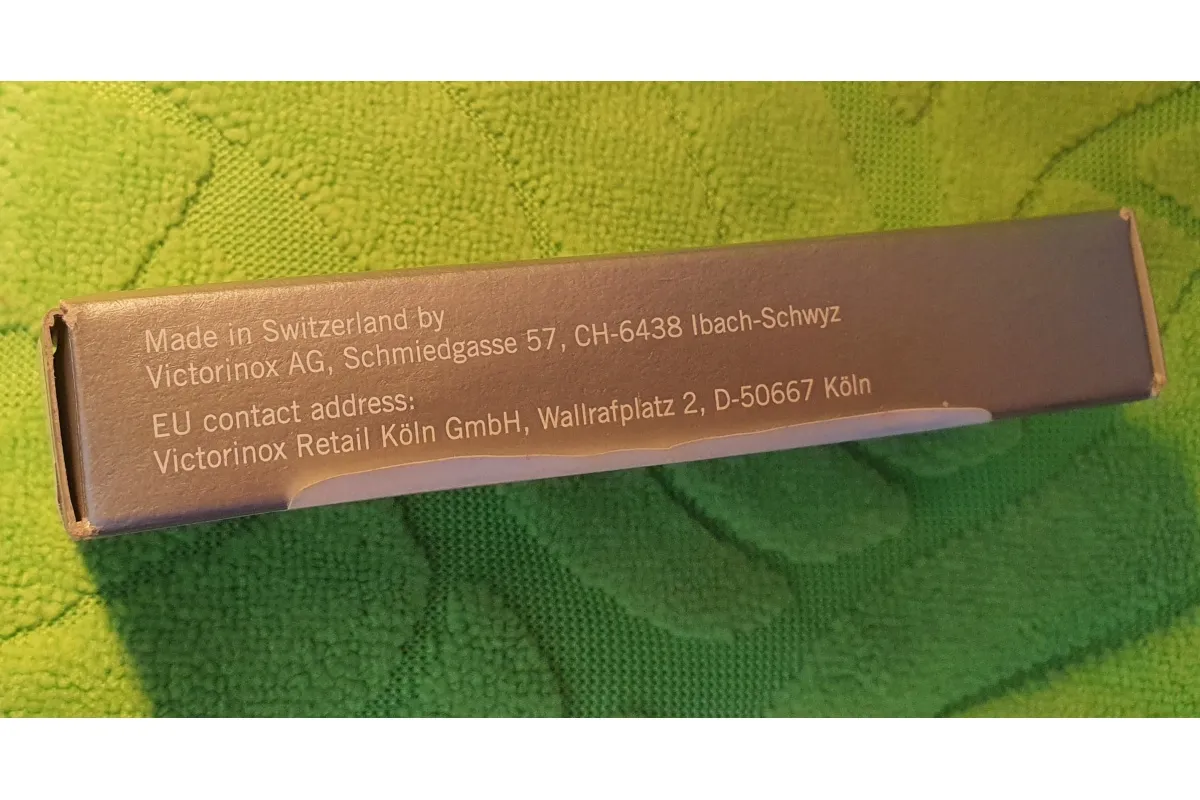 Made in Switzerland by
Victorinox AG, Schmiedgasse 57, CH-6438 Ibach-Schwyz
EU contact address:
Victorinox Retail Köln GmbH, Wallrafplatz 2, D-50667 Köln